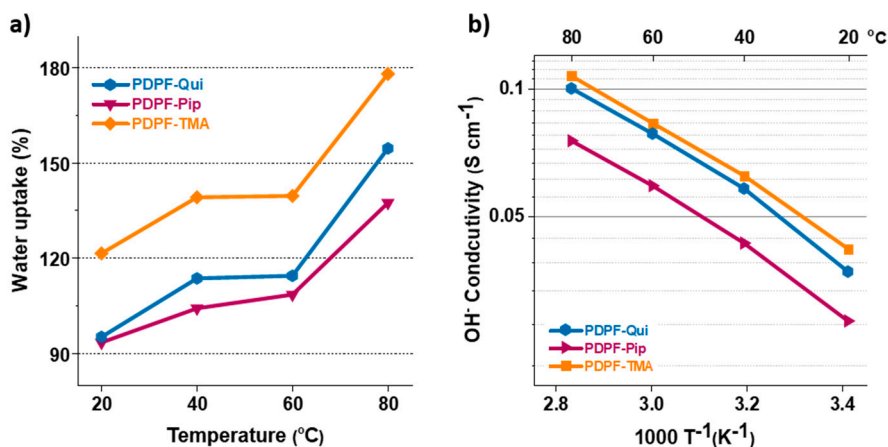 a)
180
150
120
90
Water uptake (%)
PDPF-Qui
PDPF-Pip
PDPF-TMA
20 40 60 80
Temperature (ºC)
b)
80 60 40 20 ºC
0.1
0.05
OH⁻ Condcutivity (S cm⁻¹)
PDPF-Qui
PDPF-Pip
PDPF-TMA
2.8 3.0 3.2 3.4
1000 T⁻¹(K⁻¹)